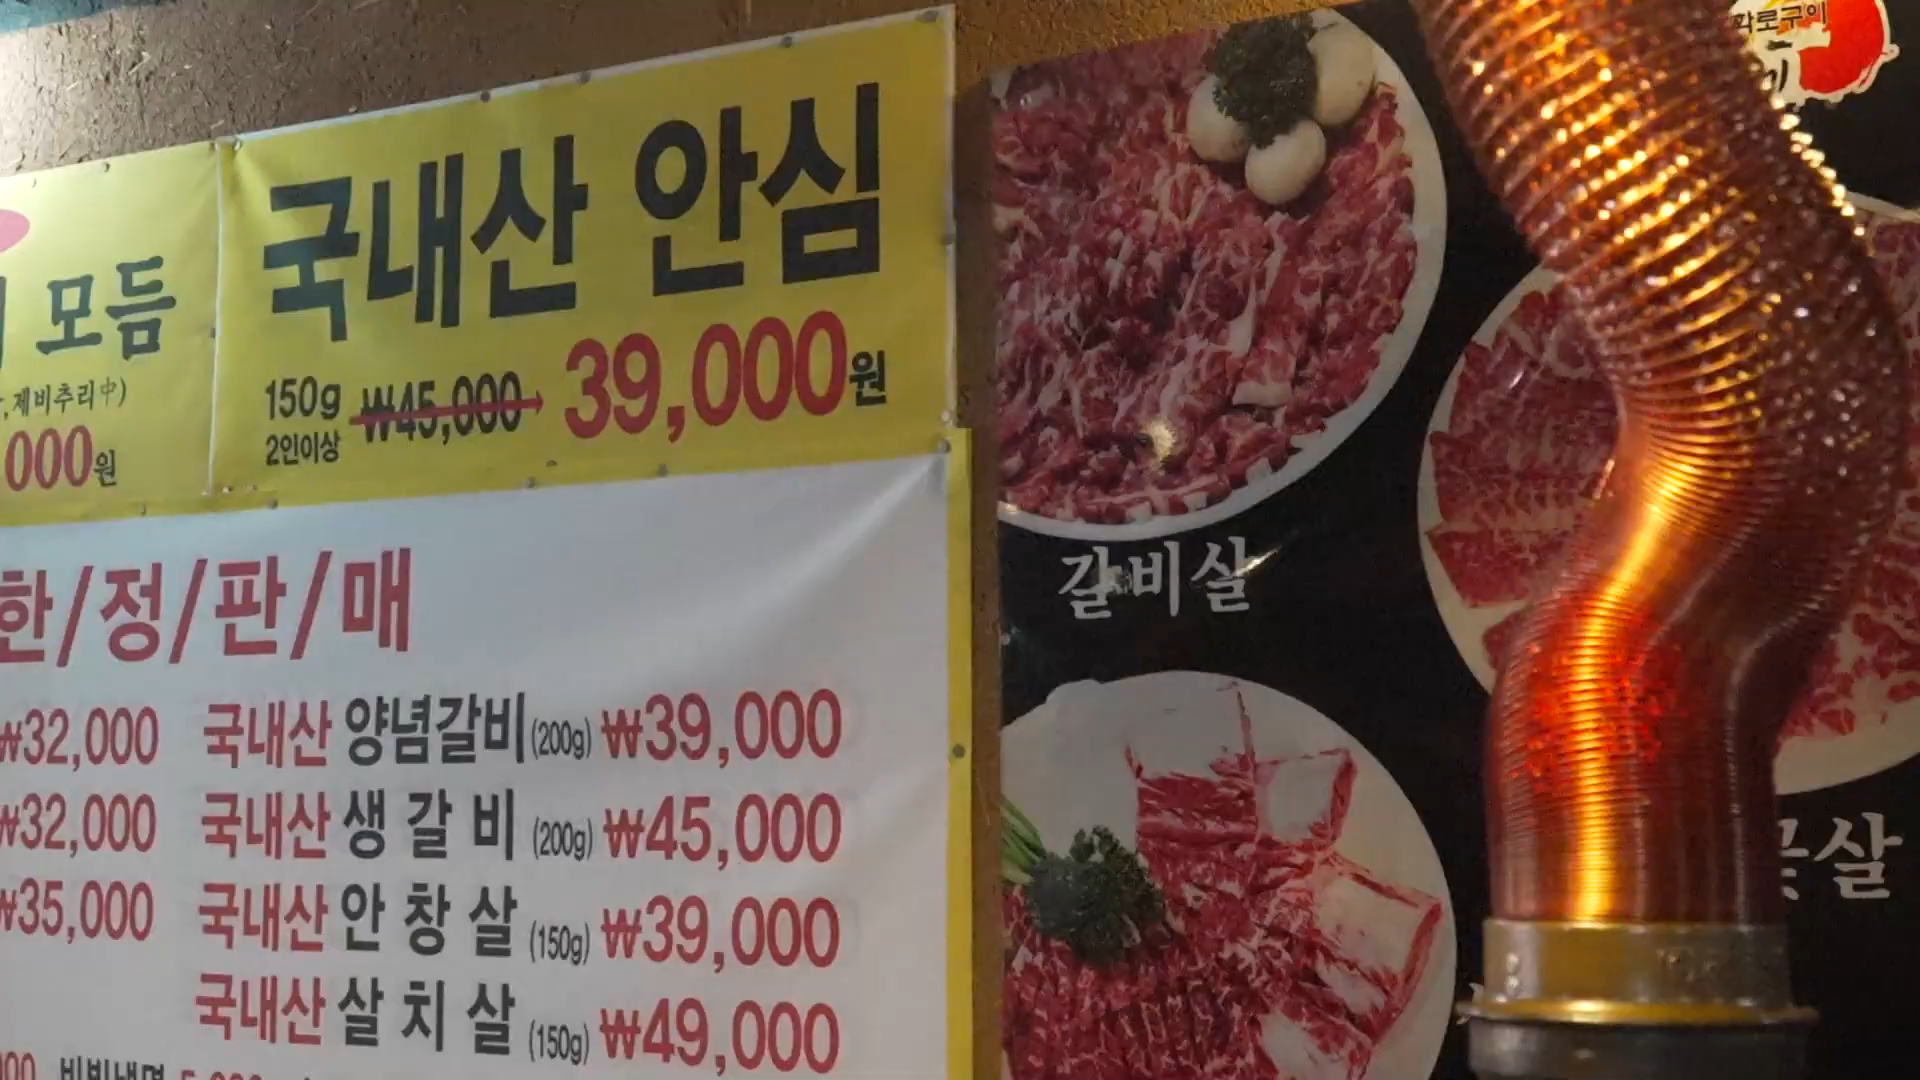 국내산 안심
150g ₩45,000→ 39,000원
2인이상
모듬
,제비추리中)
000원
한/정/판/매
₩32,000 국내산 양념갈비(200g) ₩39,000
₩32,000 국내산 생갈비 (200g) ₩45,000
₩35,000 국내산 안창살 (150g) ₩39,000
국내산 살치살 (150g) ₩49,000
화로구이
갈비살
살